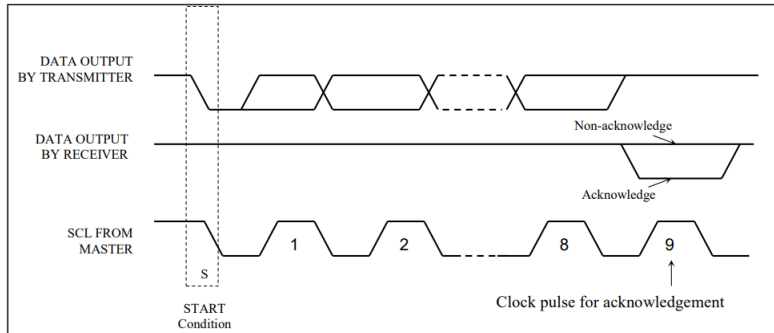 DATA OUTPUT
BY TRANSMITTER
DATA OUTPUT
BY RECEIVER
Non-acknowledge
Acknowledge
SCL FROM
MASTER
1
2
8
9
S
START
Condition
Clock pulse for acknowledgement